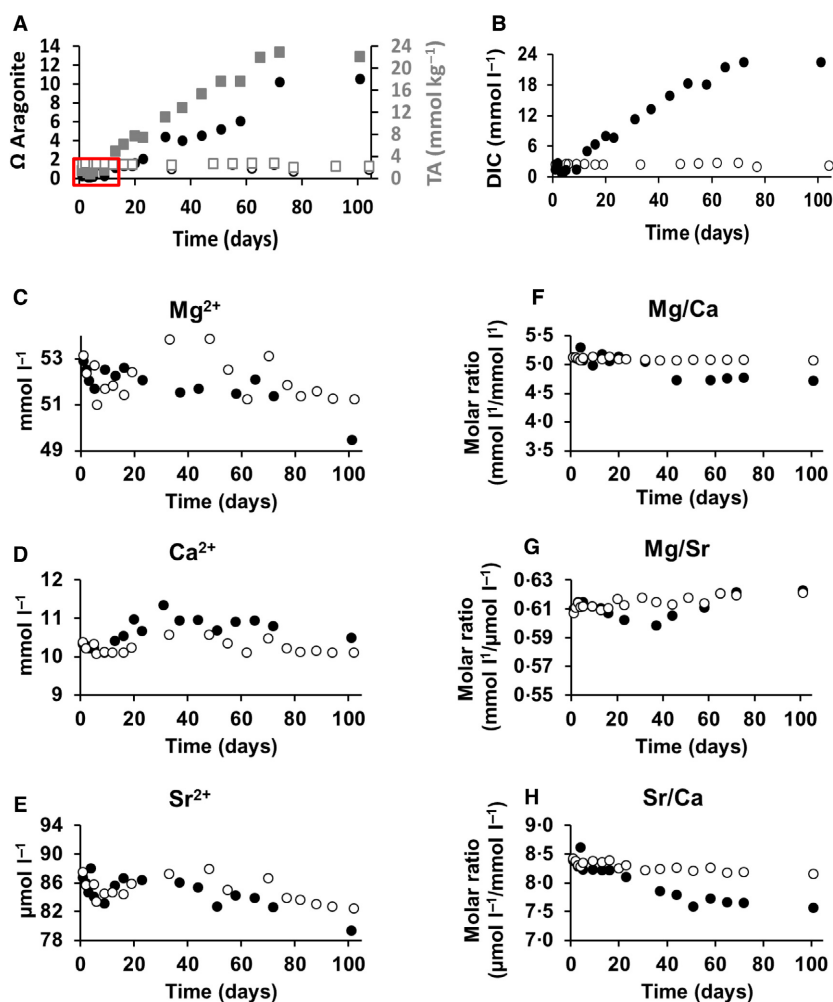 A
Ω Aragonite
14
12
10
8
6
4
2
0
24
20
16
12
8
4
0
TA (mmol kg⁻¹)
0 20 40 60 80 100
Time (days)
B
DIC (mmol l⁻¹)
24
18
12
6
0
0 20 40 60 80 100
Time (days)
C
Mg²⁺
mmol l⁻¹
53
51
49
0 20 40 60 80 100
Time (days)
F
Mg/Ca
Molar ratio
(mmol l¹/mmol l¹)
5·5
5·0
4·5
4·0
3·5
0 20 40 60 80 100
Time (days)
D
Ca²⁺
mmol l⁻¹
12
11
10
9
0 20 40 60 80 100
Time (days)
G
Mg/Sr
Molar ratio
(mmol l¹/µmol l⁻¹)
0·63
0·61
0·59
0·57
0·55
0 20 40 60 80 100
Time (days)
E
Sr²⁺
µmol l⁻¹
94
90
86
82
78
0 20 40 60 80 100
Time (days)
H
Sr/Ca
Molar ratio
(µmol l⁻¹/mmol l⁻¹)
9·0
8·5
8·0
7·5
7·0
0 20 40 60 80 100
Time (days)